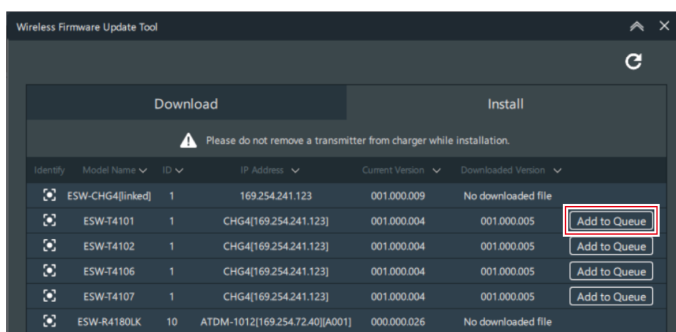 Wireless Firmware Update Tool
Download Install
Please do not remove a transmitter from charger while installation.
Identify Model Name ID IP Address Current Version Downloaded Version
ESW-CHG4[linked] 1 169.254.241.123 001.000.009 No downloaded file
ESW-T4101 1 CHG4[169.254.241.123] 001.000.004 001.000.005 Add to Queue
ESW-T4102 1 CHG4[169.254.241.123] 001.000.004 001.000.005 Add to Queue
ESW-T4106 1 CHG4[169.254.241.123] 001.000.004 001.000.005 Add to Queue
ESW-T4107 1 CHG4[169.254.241.123] 001.000.004 001.000.005 Add to Queue
ESW-R4180LK 10 ATDM-1012[169.254.72.40][A001] 000.000.026 No downloaded file